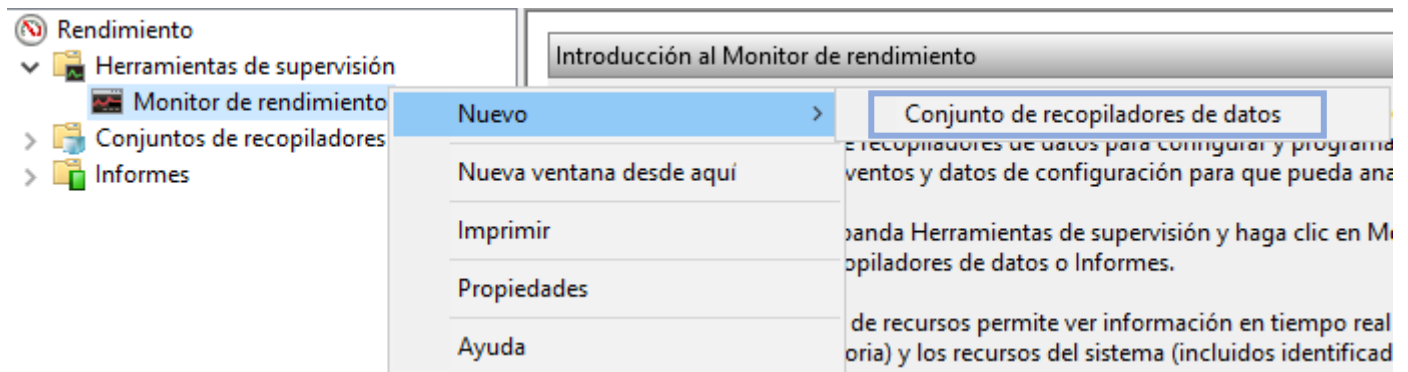 Rendimiento
Herramientas de supervisión
Monitor de rendimiento
Conjuntos de recopiladores
Informes
Introducción al Monitor de rendimiento
Nuevo
Conjunto de recopiladores de datos
Nueva ventana desde aquí
Imprimir
Propiedades
Ayuda
e recopiladores de datos para configurar y programa
ventos y datos de configuración para que pueda ana
panda Herramientas de supervisión y haga clic en M
opiladores de datos o Informes.
de recursos permite ver información en tiempo real
oria) y los recursos del sistema (incluidos identificad